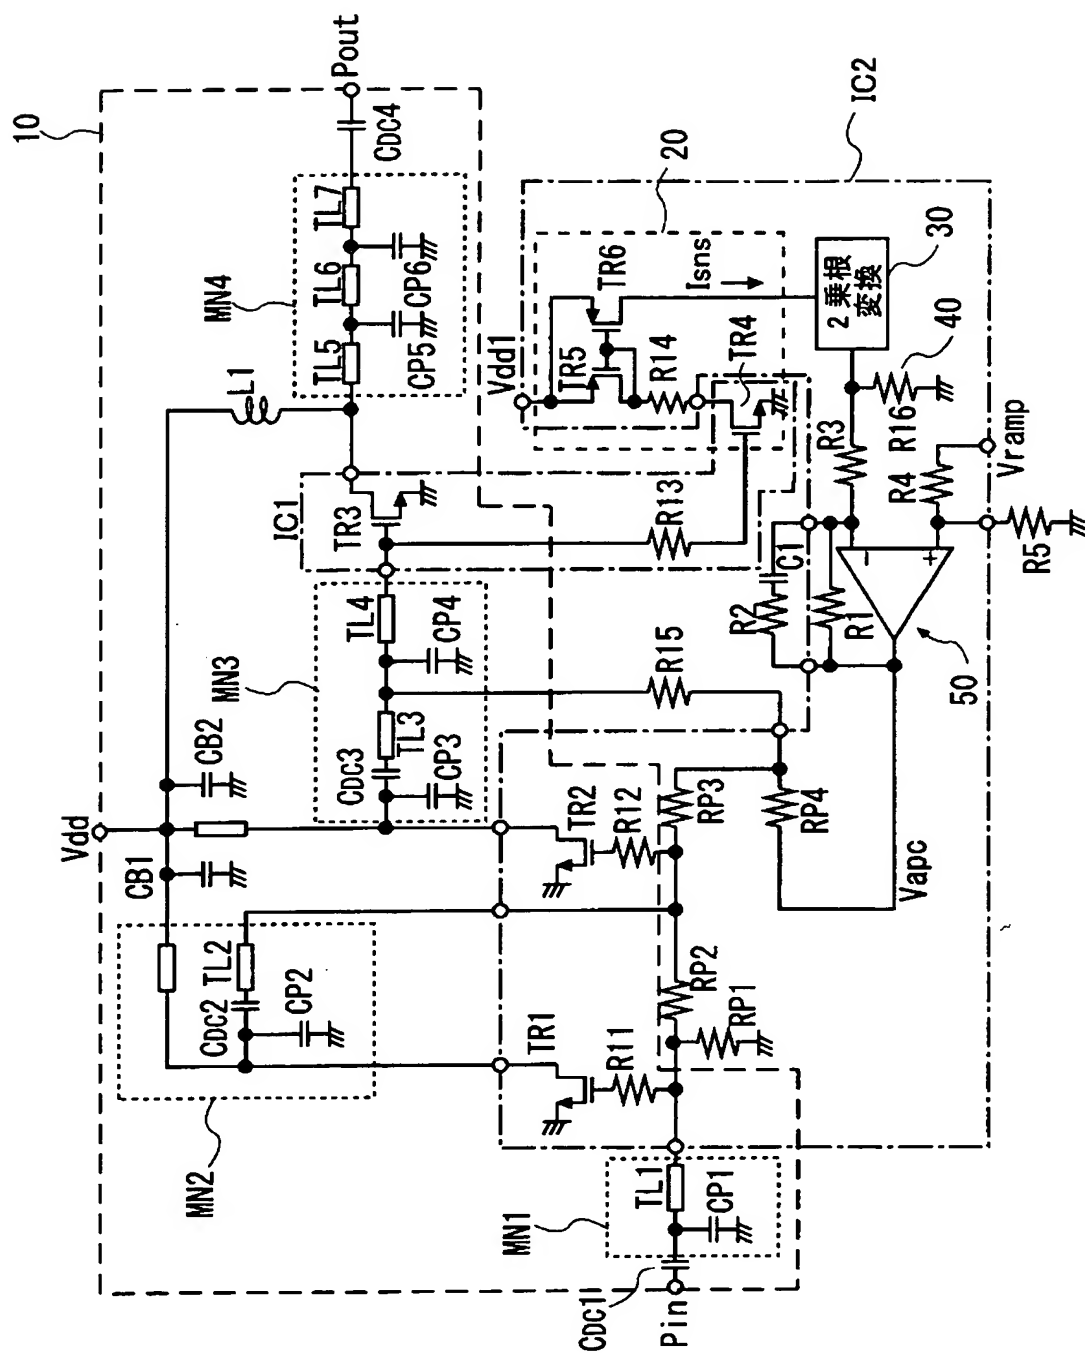 10
Pout
CDC4
MN4
TL7
TL6
TL5
CP6
CP5
L1
Vdd
CB2
CB1
MN3
TL4
CP4
TL3
CDC3
CP3
IC1
TR3
R13
R15
MN2
TL2
CDC2
CP2
TR1
R11
TR2
R12
RP3
RP2
RP1
RP4
Vapc
MN1
TL1
CP1
CDC1
Pin
IC2
20
Vdd1
TR6
TR5
Isns
R14
TR4
30
2乗根
変換
40
R16
R3
R4
Vramp
R5
C1
R2
R1
－
＋
50